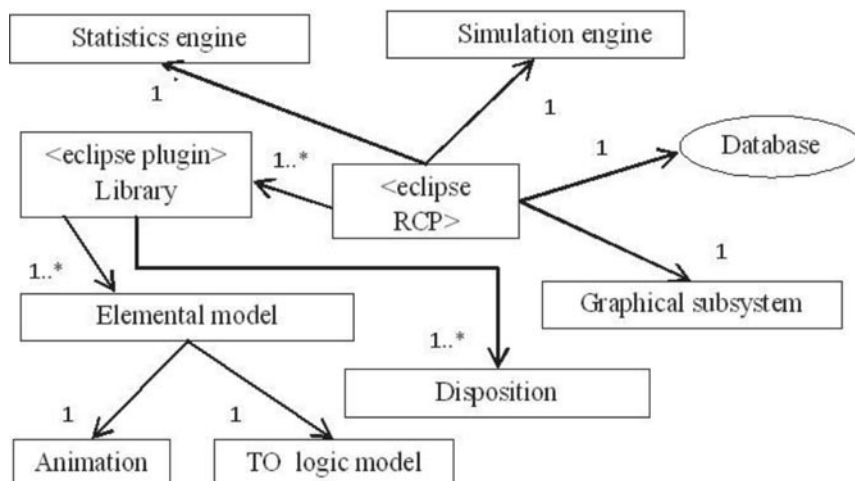 Statistics engine
Simulation engine
1
1
<eclipse plugin>
Library
1..*
<eclipse
RCP>
1
Database
1
1..*
Elemental model
Graphical subsystem
1..*
Disposition
1
1
Animation
TO logic model